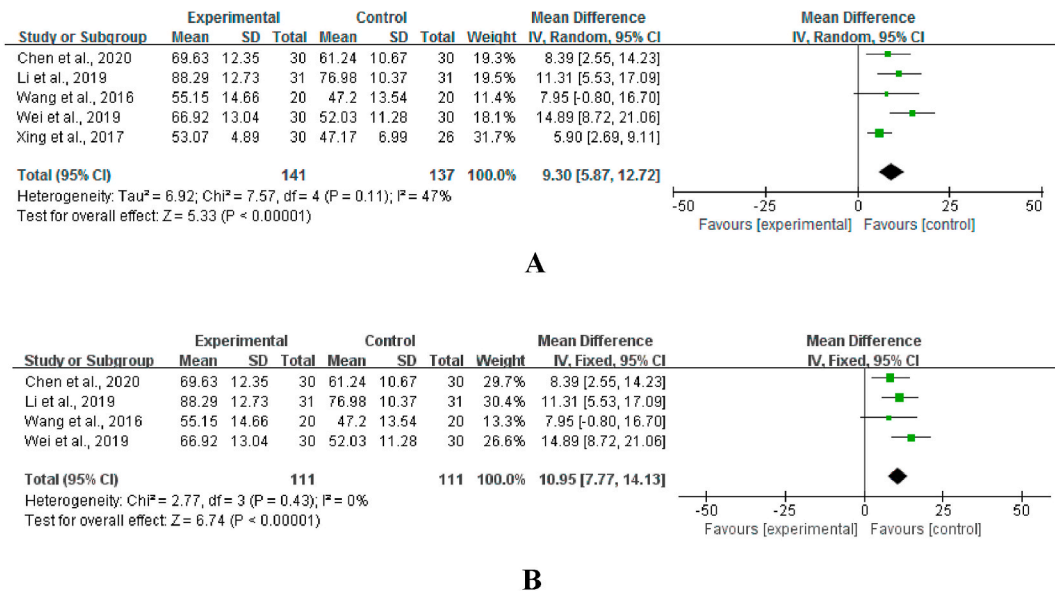 Experimental Control Mean Difference Mean Difference
Study or Subgroup Mean SD Total Mean SD Total Weight IV, Random, 95% CI IV, Random, 95% CI
Chen et al., 2020 69.63 12.35 30 61.24 10.67 30 19.3% 8.39 [2.55, 14.23]
Li et al., 2019 88.29 12.73 31 76.98 10.37 31 19.5% 11.31 [5.53, 17.09]
Wang et al., 2016 55.15 14.66 20 47.2 13.54 20 11.4% 7.95 [-0.80, 16.70]
Wei et al., 2019 66.92 13.04 30 52.03 11.28 30 18.1% 14.89 [8.72, 21.06]
Xing et al., 2017 53.07 4.89 30 47.17 6.99 26 31.7% 5.90 [2.69, 9.11]
Total (95% CI) 141 137 100.0% 9.30 [5.87, 12.72]
Heterogeneity: Tau² = 6.92; Chi² = 7.57, df = 4 (P = 0.11); I² = 47%
Test for overall effect: Z = 5.33 (P < 0.00001)
-50 -25 0 25 50
Favours [experimental] Favours [control]
A
Experimental Control Mean Difference Mean Difference
Study or Subgroup Mean SD Total Mean SD Total Weight IV, Fixed, 95% CI IV, Fixed, 95% CI
Chen et al., 2020 69.63 12.35 30 61.24 10.67 30 29.7% 8.39 [2.55, 14.23]
Li et al., 2019 88.29 12.73 31 76.98 10.37 31 30.4% 11.31 [5.53, 17.09]
Wang et al., 2016 55.15 14.66 20 47.2 13.54 20 13.3% 7.95 [-0.80, 16.70]
Wei et al., 2019 66.92 13.04 30 52.03 11.28 30 26.6% 14.89 [8.72, 21.06]
Total (95% CI) 111 111 100.0% 10.95 [7.77, 14.13]
Heterogeneity: Chi² = 2.77, df = 3 (P = 0.43); I² = 0%
Test for overall effect: Z = 6.74 (P < 0.00001)
-50 -25 0 25 50
Favours [experimental] Favours [control]
B